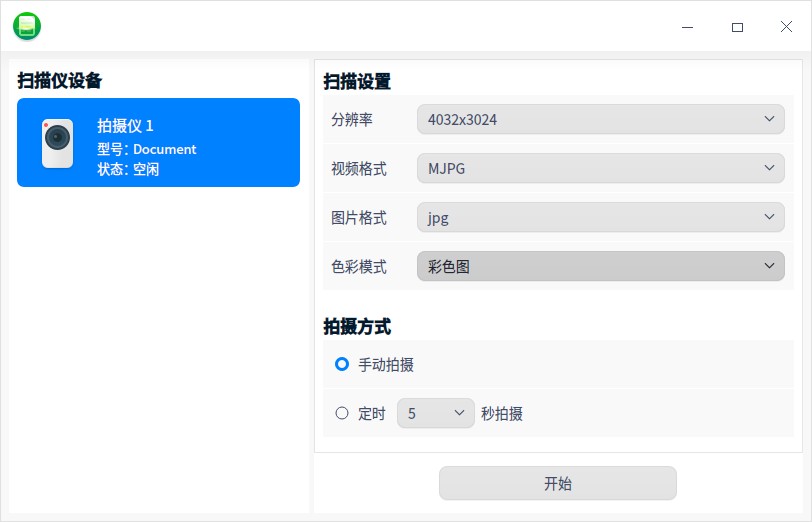 扫描仪设备
拍摄仪 1
型号: Document
状态: 空闲
扫描设置
分辨率 4032x3024
视频格式 MJPG
图片格式 jpg
色彩模式 彩色图
拍摄方式
手动拍摄
定时 5 秒拍摄
开始